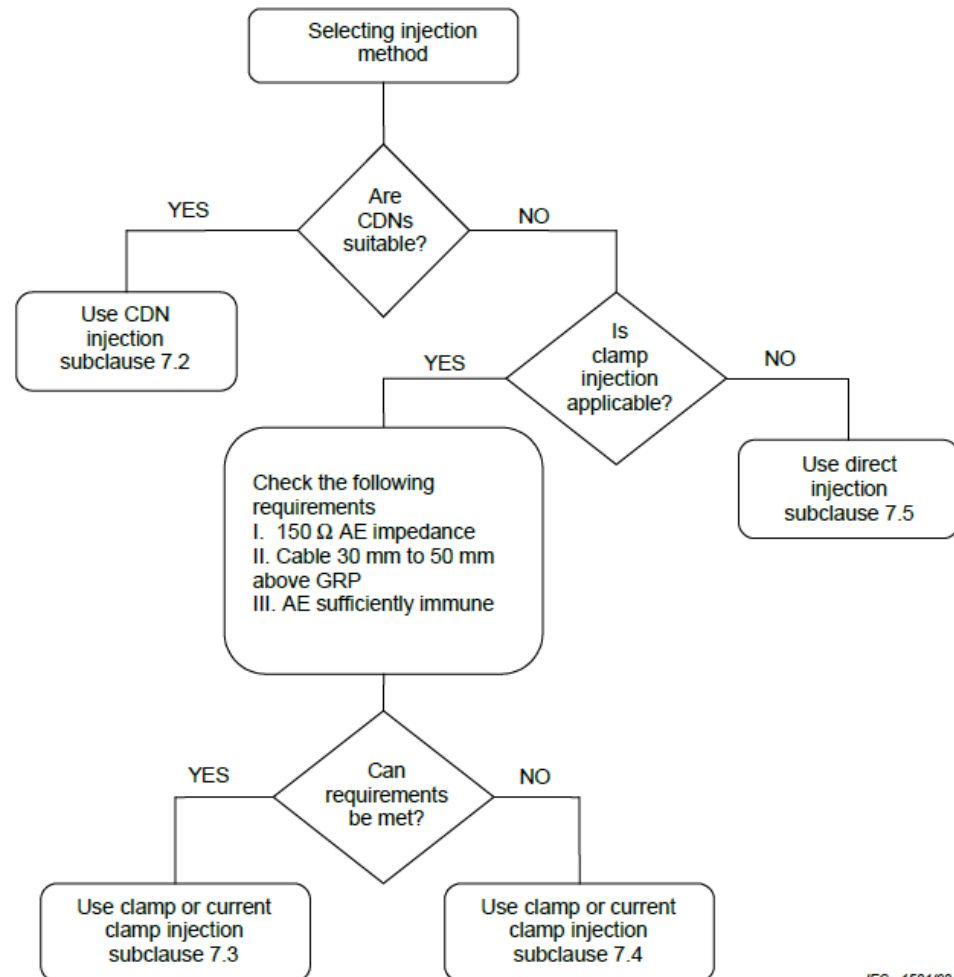 Selecting injection
method
Are
CDNs
suitable?
YES
NO
Use CDN
injection
subclause 7.2
Is
clamp
injection
applicable?
YES
NO
Check the following
requirements
I. 150 Ω AE impedance
II. Cable 30 mm to 50 mm
above GRP
III. AE sufficiently immune
Use direct
injection
subclause 7.5
Can
requirements
be met?
YES
NO
Use clamp or current
clamp injection
subclause 7.3
Use clamp or current
clamp injection
subclause 7.4
IEC